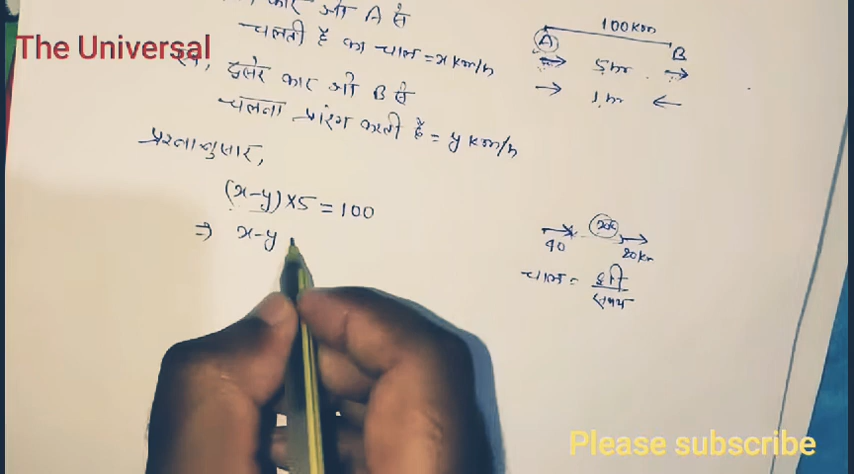 कार जो A से
चलती है का चाल = x km/h
The Universal
एवं, दूसरे कार जो B से
चलना प्रारंभ करती है = y km/h
प्रश्नानुसार,
(x-y)×5 = 100
⇒ x-y
100km
A
B
5hr
1hr
40
20km
चाल = दूरी
समय
Please subscribe